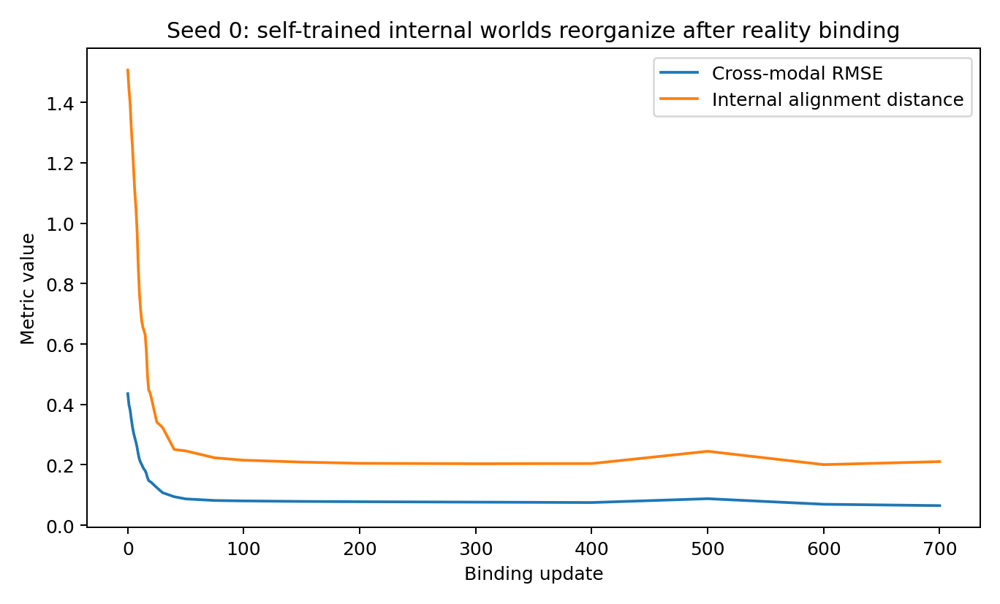 Seed 0: self-trained internal worlds reorganize after reality binding
Cross-modal RMSE
Internal alignment distance
Metric value
1.4
1.2
1.0
0.8
0.6
0.4
0.2
0.0
0 100 200 300 400 500 600 700
Binding update